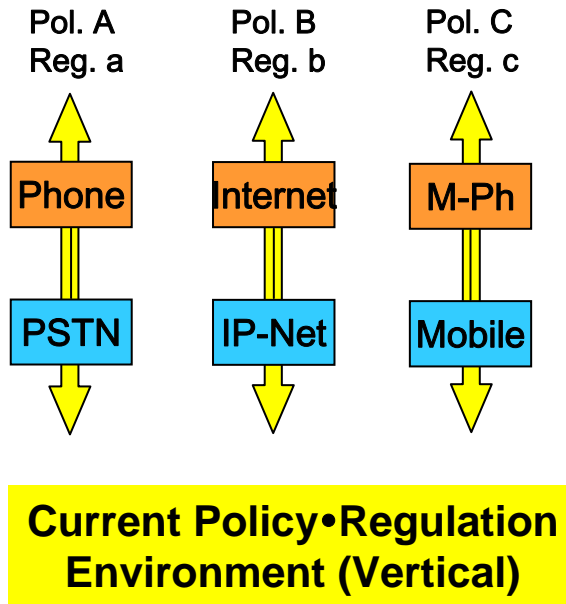 Pol. A Pol. B Pol. C
Reg. a Reg. b Reg. c
Phone Internet M-Ph
PSTN IP-Net Mobile
Current Policy•Regulation
Environment (Vertical)